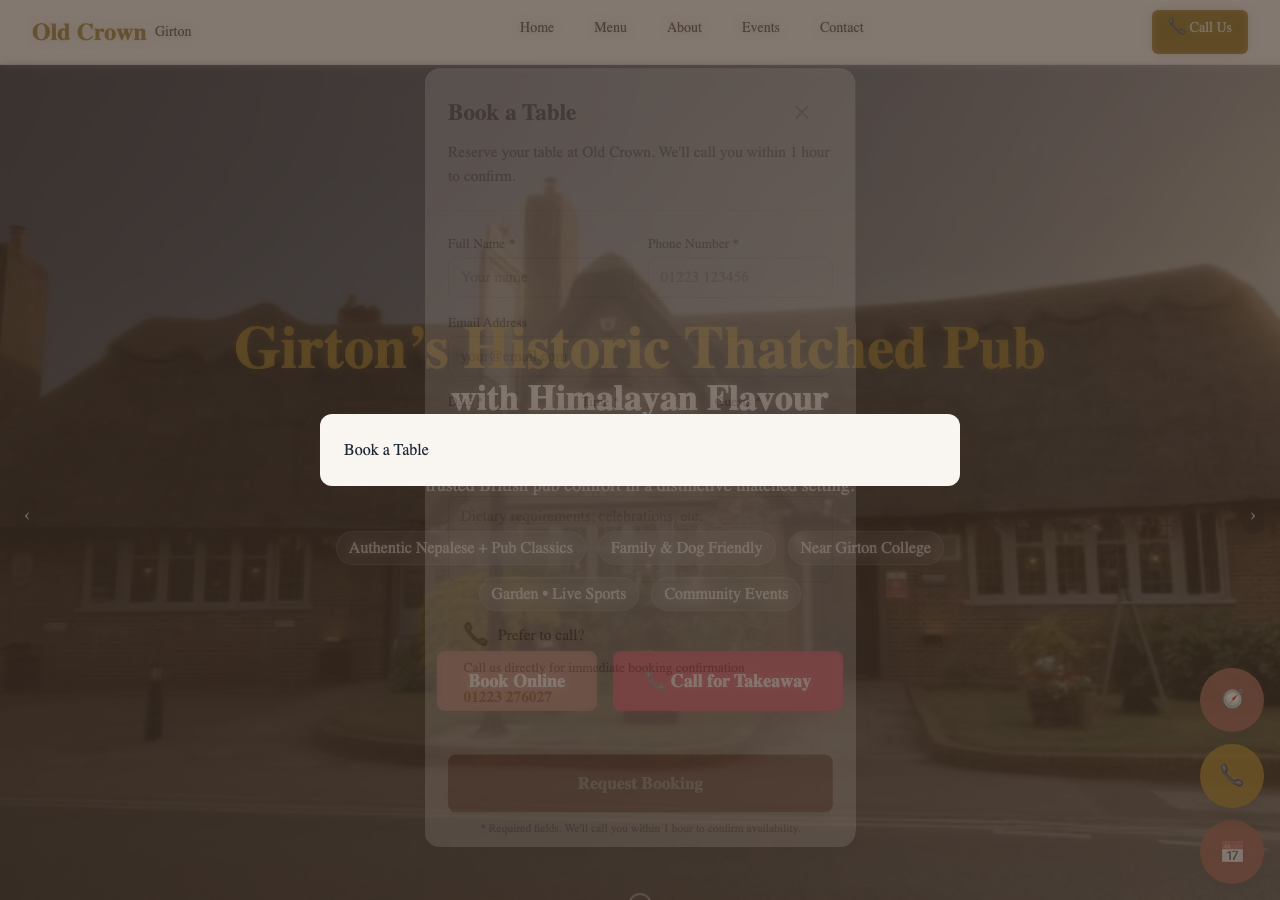 Old Crown Girton
Home Menu About Events Contact
📞 Call Us
Book a Table ×
Reserve your table at Old Crown. We'll call you within 1 hour
to confirm.
Full Name * Phone Number *
Your name 01223 123456
Email Address
your@email.com
Girton's Historic Thatched Pub
with Himalayan Flavour
Book a Table
trusted British pub comfort in a distinctive thatched setting.
Dietary requirements, celebrations, etc.
‹ ›
Authentic Nepalese + Pub Classics Family & Dog Friendly Near Girton College
Garden • Live Sports Community Events
📞 Prefer to call?
Call us directly for immediate booking confirmation
Book Online 📞 Call for Takeaway
01223 276027
Request Booking
* Required fields. We'll call you within 1 hour to confirm availability.
17